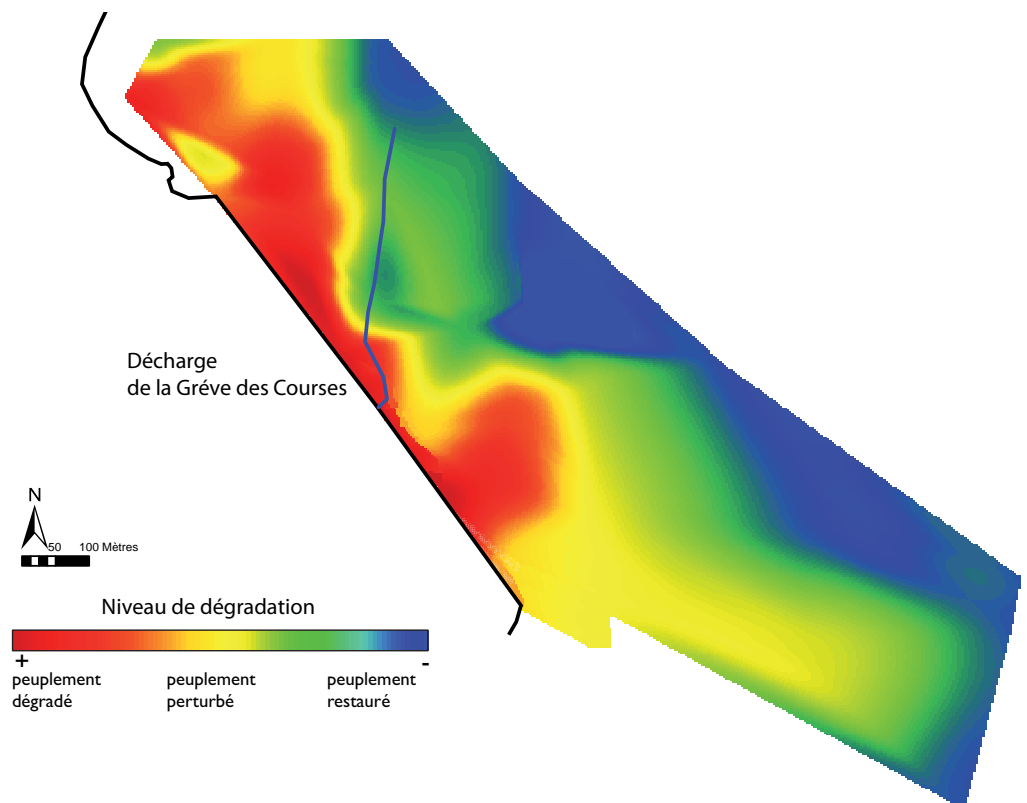 Décharge
de la Gréve des Courses
N
50 100 Mètres
Niveau de dégradation
+ -
peuplement dégradé
peuplement perturbé
peuplement restauré